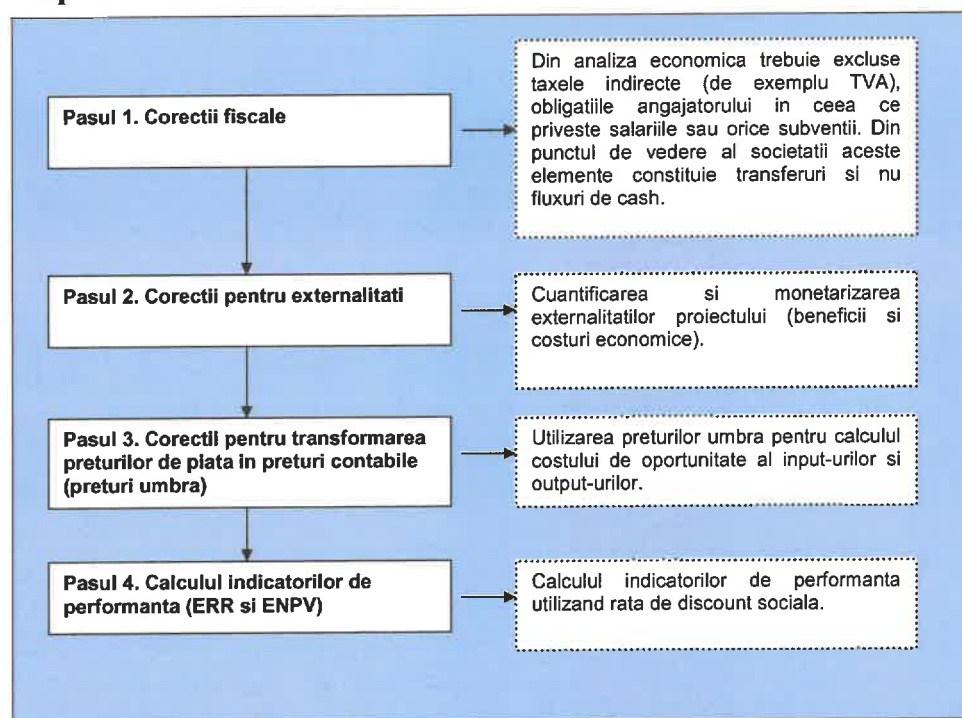 Pasul 1. Corectii fiscale
Din analiza economica trebuie excluse
taxele indirecte (de exemplu TVA),
obligatiile angajatorului in ceea ce
priveste salariile sau orice subventii. Din
punctul de vedere al societatii aceste
elemente constituie transferuri si nu
fluxuri de cash.
Pasul 2. Corectii pentru externalitati
Cuantificarea si monetarizarea
externalitatilor proiectului (beneficii si
costuri economice).
Pasul 3. Corectii pentru transformarea
preturilor de piata in preturi contabile
(preturi umbra)
Utilizarea preturilor umbra pentru calculul
costului de oportunitate al input-urilor si
output-urilor.
Pasul 4. Calculul indicatorilor de
performanta (ERR si ENPV)
Calculul indicatorilor de performanta
utilizand rata de discount sociala.